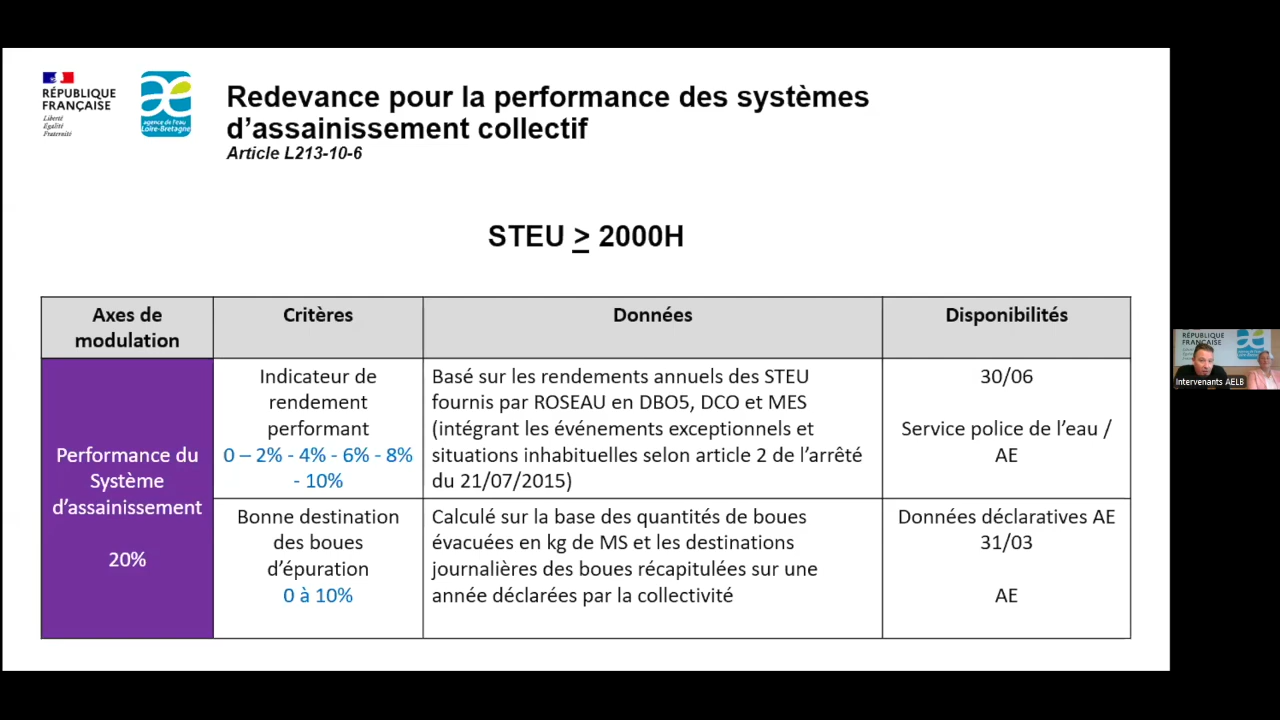 RÉPUBLIQUE
FRANÇAISE
Liberté
Égalité
Fraternité
agence de l'eau
Loire-Bretagne
Redevance pour la performance des systèmes
d'assainissement collectif
Article L213-10-6
STEU > 2000H
Axes de
modulation
Critères
Données
Disponibilités
Performance du
Système
d'assainissement
20%
Indicateur de
rendement
performant
0 – 2% - 4% - 6% - 8%
- 10%
Basé sur les rendements annuels des STEU
fournis par ROSEAU en DBO5, DCO et MES
(intégrant les événements exceptionnels et
situations inhabituelles selon article 2 de l'arrêté
du 21/07/2015)
30/06
Service police de l'eau /
AE
Bonne destination
des boues
d'épuration
0 à 10%
Calculé sur la base des quantités de boues
évacuées en kg de MS et les destinations
journalières des boues récapitulées sur une
année déclarées par la collectivité
Données déclaratives AE
31/03
AE
RÉPUBLIQUE
FRANÇAISE
Intervenants AELB